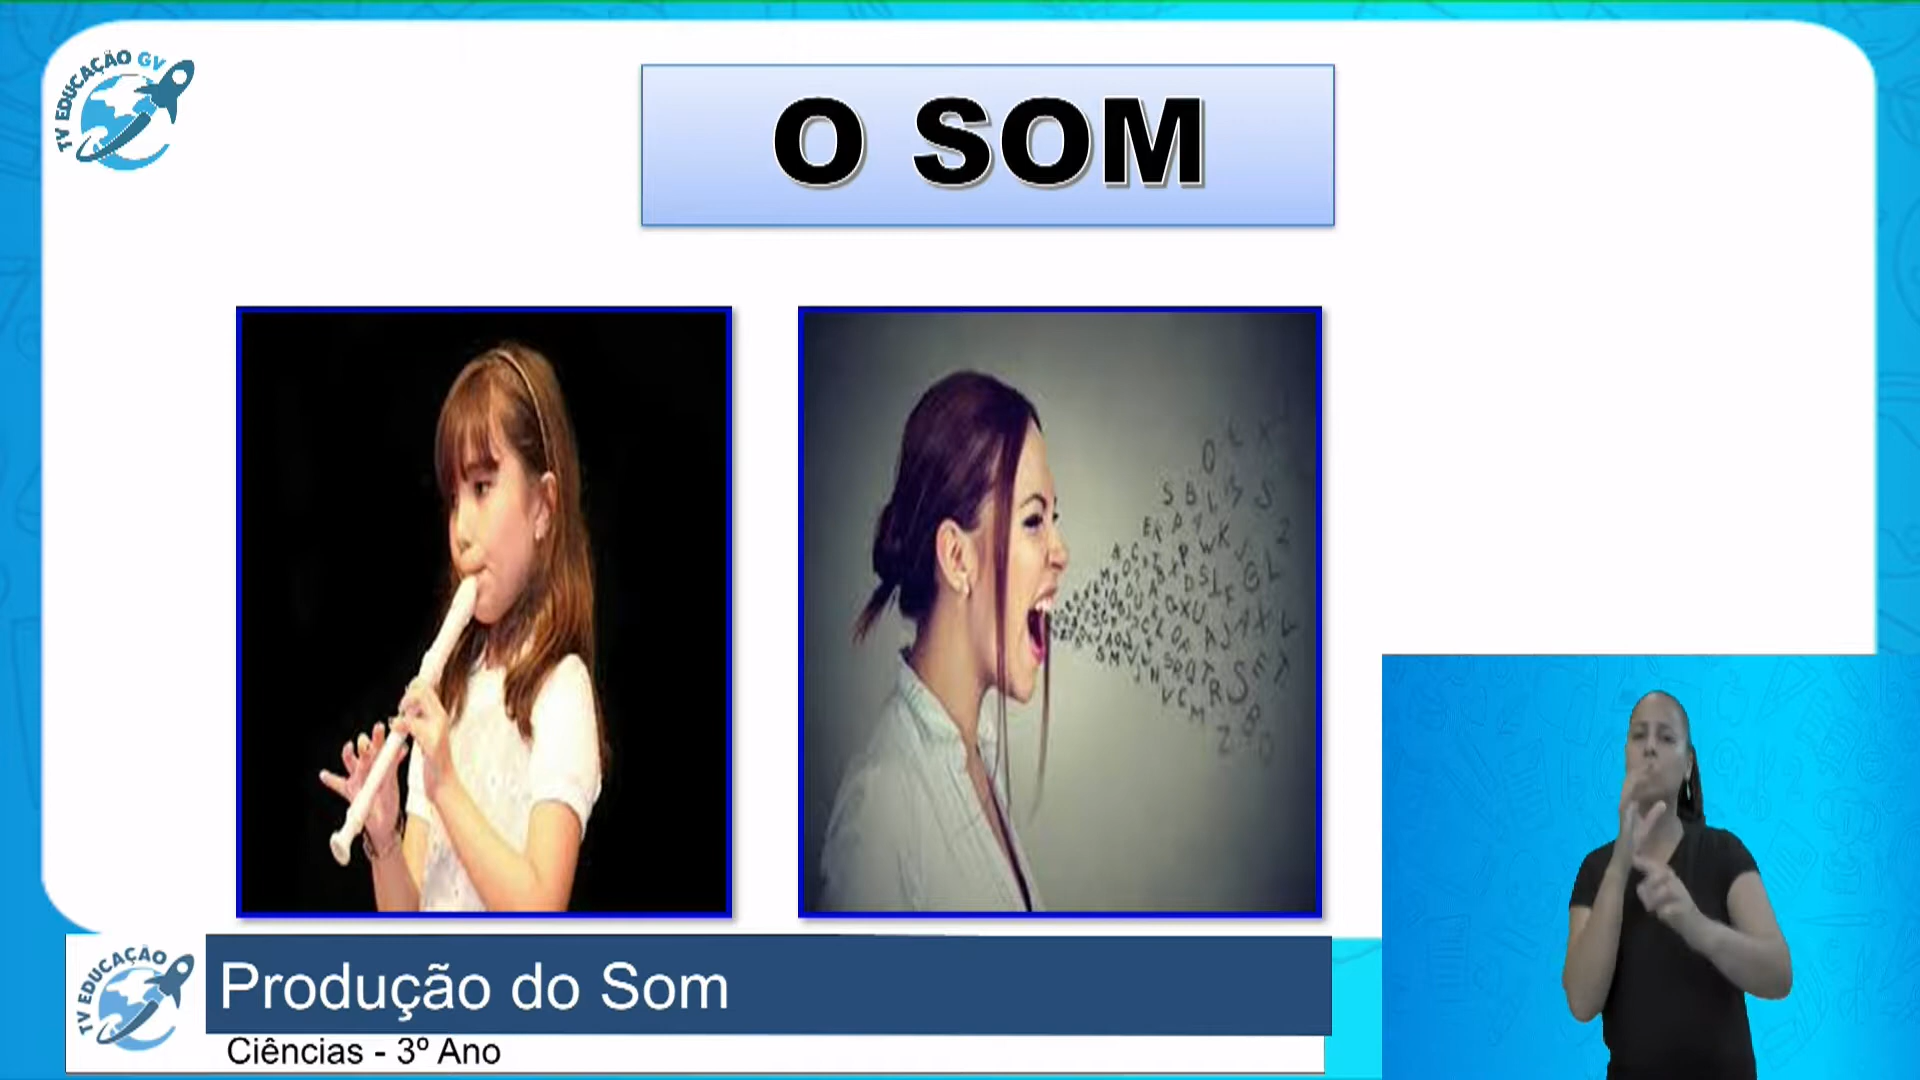 TV EDUCAÇÃO GV
O SOM
TV EDUCAÇÃO
Produção do Som
Ciências - 3º Ano